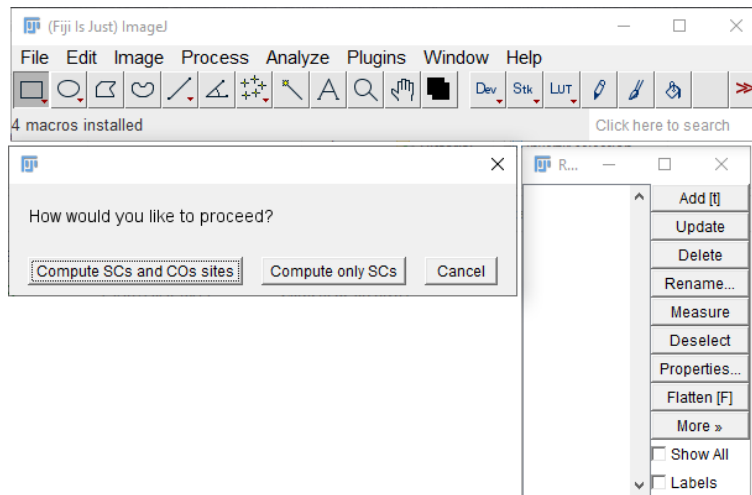 (Fiji Is Just) ImageJ
File Edit Image Process Analyze Plugins Window Help
A Dev Stk LUT
4 macros installed Click here to search
R...
How would you like to proceed?
Compute SCs and COs sites Compute only SCs Cancel
Add [t]
Update
Delete
Rename...
Measure
Deselect
Properties...
Flatten [F]
More »
Show All
Labels